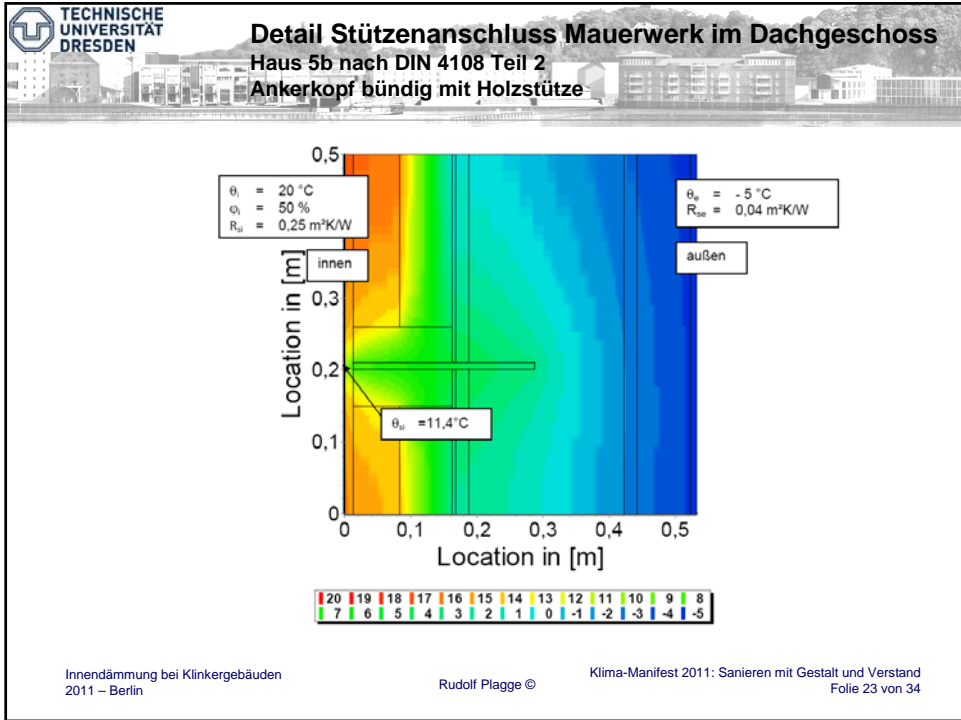 TECHNISCHE
UNIVERSITÄT
DRESDEN
Detail Stützenanschluss Mauerwerk im Dachgeschoss
Haus 5b nach DIN 4108 Teil 2
Ankerkopf bündig mit Holzstütze
θi = 20 °C
φi = 50 %
Rsi = 0,25 m²K/W
innen
θe = - 5 °C
Rse = 0,04 m²K/W
außen
θsi =11,4°C
Location in [m]
0,5
0,3
0,2
0,1
0
0 0,1 0,2 0,3 0,4 0,5
Location in [m]
20 19 18 17 16 15 14 13 12 11 10 9 8
7 6 5 4 3 2 1 0 -1 -2 -3 -4 -5
Innendämmung bei Klinkergebäuden
2011 – Berlin
Rudolf Plagge ©
Klima-Manifest 2011: Sanieren mit Gestalt und Verstand
Folie 23 von 34